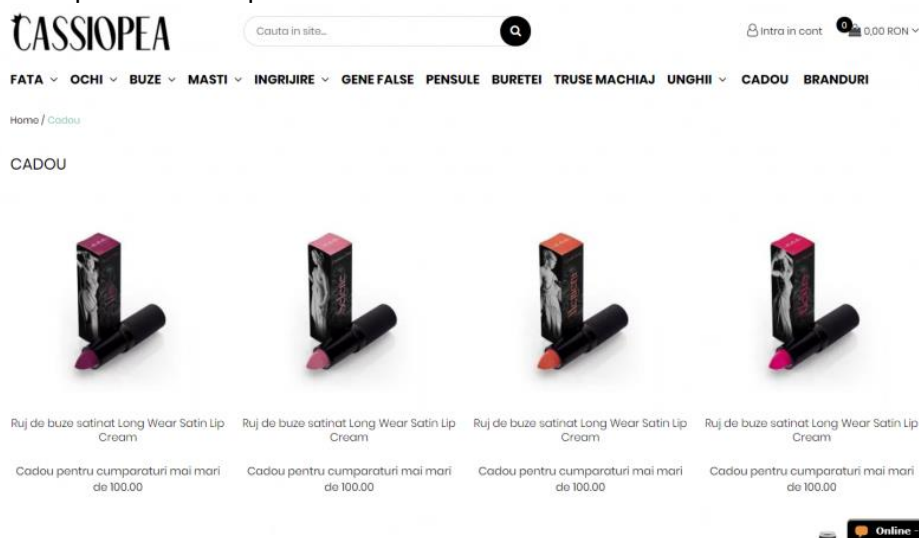 CASSIOPEA
Cauta in site...
Intra in cont
0
0,00 RON
FATA OCHI BUZE MASTI INGRIJIRE GENE FALSE PENSULE BURETEI TRUSE MACHIAJ UNGHII CADOU BRANDURI
Home / Cadou
CADOU
Ruj de buze satinat Long Wear Satin Lip
Cream
Cadou pentru cumparaturi mai mari
de 100.00
Ruj de buze satinat Long Wear Satin Lip
Cream
Cadou pentru cumparaturi mai mari
de 100.00
Ruj de buze satinat Long Wear Satin Lip
Cream
Cadou pentru cumparaturi mai mari
de 100.00
Ruj de buze satinat Long Wear Satin Lip
Cream
Cadou pentru cumparaturi mai mari
de 100.00
Online -